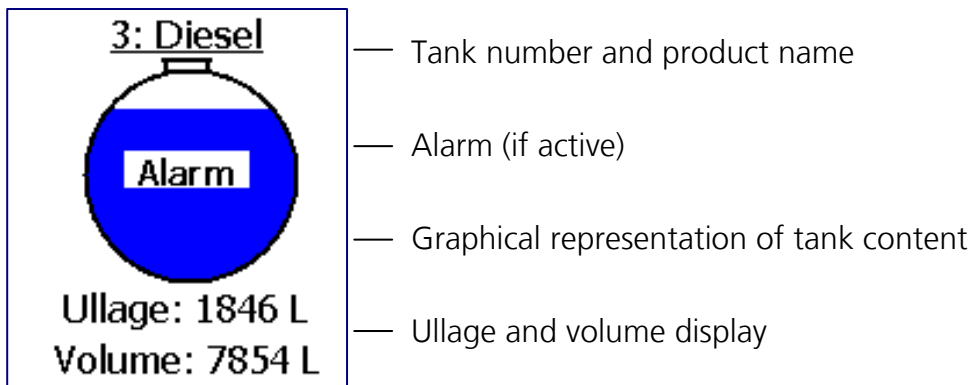 3: Diesel
Tank number and product name
Alarm
Alarm (if active)
Graphical representation of tank content
Ullage: 1846 L
Volume: 7854 L
Ullage and volume display